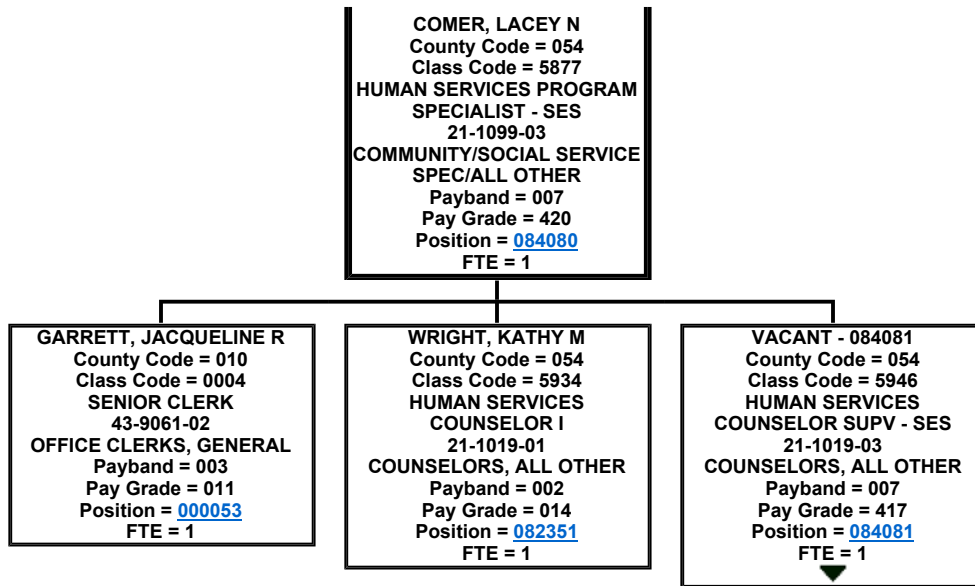 COMER, LACEY N
County Code = 054
Class Code = 5877
HUMAN SERVICES PROGRAM
SPECIALIST - SES
21-1099-03
COMMUNITY/SOCIAL SERVICE
SPEC/ALL OTHER
Payband = 007
Pay Grade = 420
Position = 084080
FTE = 1
GARRETT, JACQUELINE R
County Code = 010
Class Code = 0004
SENIOR CLERK
43-9061-02
OFFICE CLERKS, GENERAL
Payband = 003
Pay Grade = 011
Position = 000053
FTE = 1
WRIGHT, KATHY M
County Code = 054
Class Code = 5934
HUMAN SERVICES
COUNSELOR I
21-1019-01
COUNSELORS, ALL OTHER
Payband = 002
Pay Grade = 014
Position = 082351
FTE = 1
VACANT - 084081
County Code = 054
Class Code = 5946
HUMAN SERVICES
COUNSELOR SUPV - SES
21-1019-03
COUNSELORS, ALL OTHER
Payband = 007
Pay Grade = 417
Position = 084081
FTE = 1